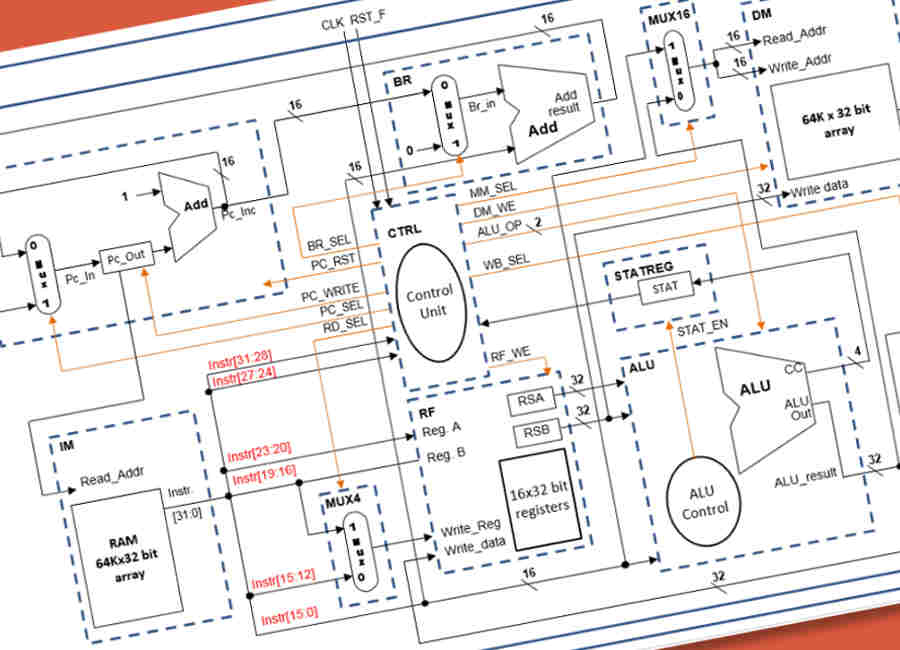 CLK RST_F
16
MUX16
DM
1
Mux
0
16
Read_Addr
16
Write_Addr
64K x 32 bit
array
32
Write data
BR
0
Mux
1
Br_in
0
Add
result
Add
16
16
16
1
Add
Pc_Inc
0
Mux
1
Pc_In
Pc_Out
CTRL
Control
Unit
MM_SEL
DM_WE
ALU_OP
2
WB_SEL
BR_SEL
PC_RST
PC_WRITE
PC_SEL
RD_SEL
STATREG
STAT
STAT_EN
RF_WE
Instr[31:28]
Instr[27:24]
Instr[23:20]
Instr[19:16]
Instr[15:12]
Instr[15:0]
IM
Read_Addr
Instr.
[31:0]
RAM
64Kx32 bit
array
MUX4
1
Mux
0
RF
Reg. A
Reg. B
RSA
RSB
32
32
16x32 bit
registers
Write_Reg
Write_data
16
32
ALU
ALU
CC
4
ALU
Out
ALU_result
32
ALU
Control